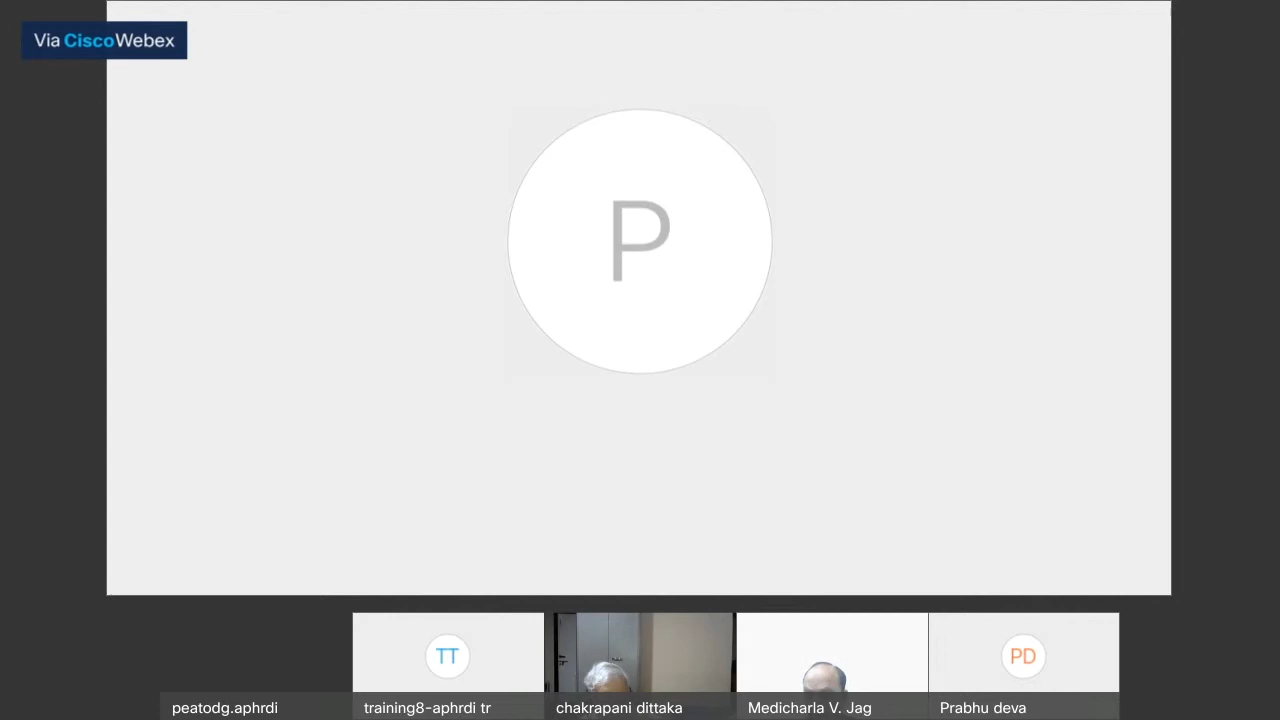 Via CiscoWebex
P
TT
PD
peatodg.aphrdi
training8-aphrdi tr
chakrapani dittaka
Medicharla V. Jag
Prabhu deva